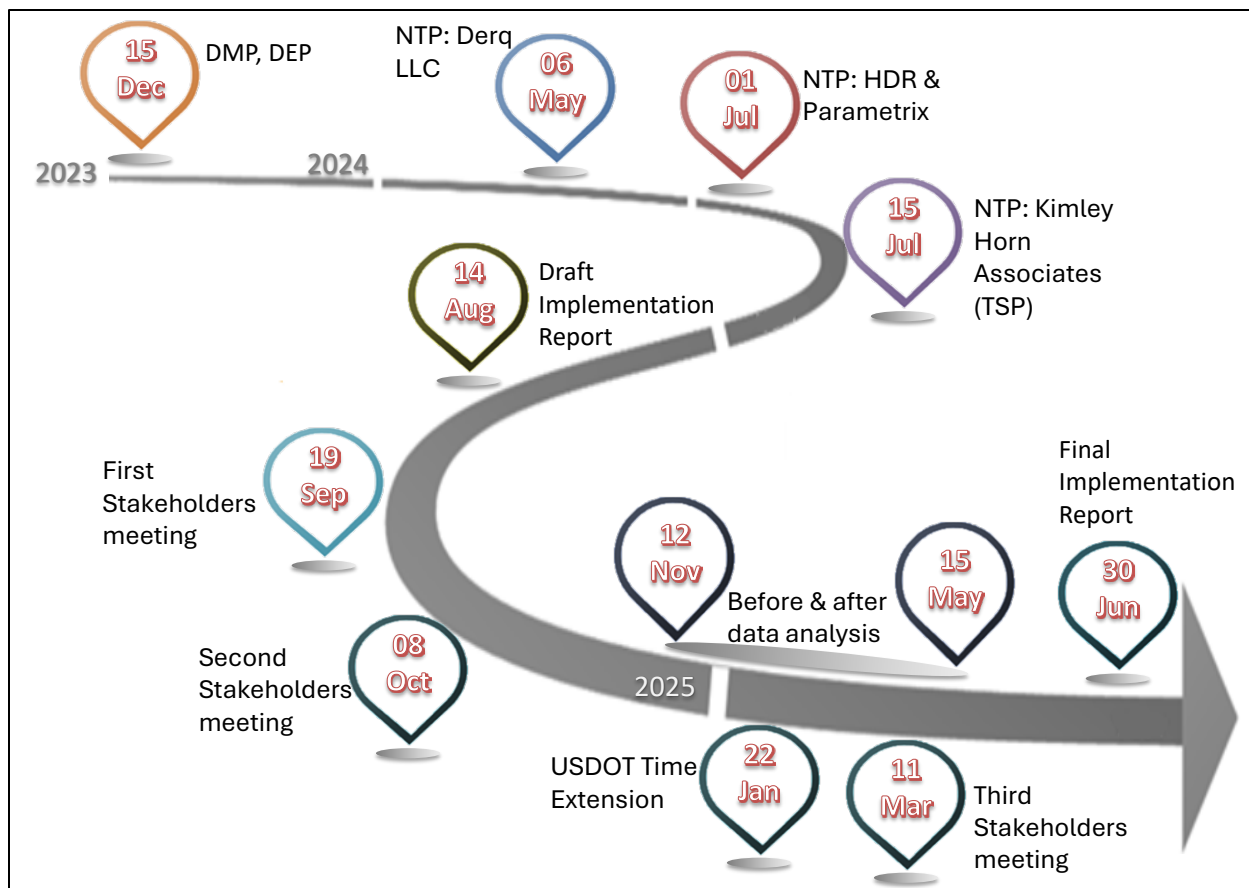 15
Dec
DMP, DEP
NTP: Derq
LLC
06
May
01
Jul
NTP: HDR &
Parametrix
2023
2024
15
Jul
NTP: Kimley
Horn
Associates
(TSP)
14
Aug
Draft
Implementation
Report
First
Stakeholders
meeting
19
Sep
Second
Stakeholders
meeting
08
Oct
12
Nov
Before & after
data analysis
15
May
Final
Implementation
Report
30
Jun
2025
USDOT Time
Extension
22
Jan
11
Mar
Third
Stakeholders
meeting